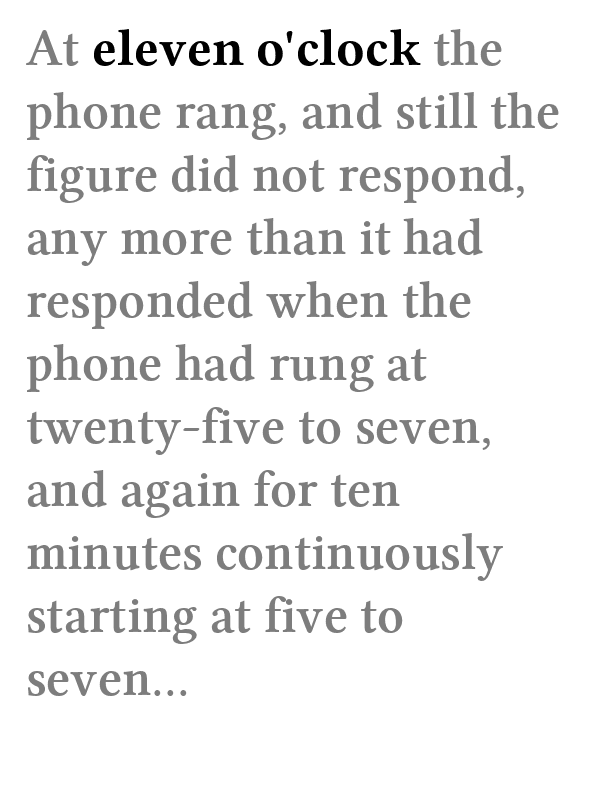 At eleven o'clock the
phone rang, and still the
figure did not respond,
any more than it had
responded when the
phone had rung at
twenty-five to seven,
and again for ten
minutes continuously
starting at five to
seven...